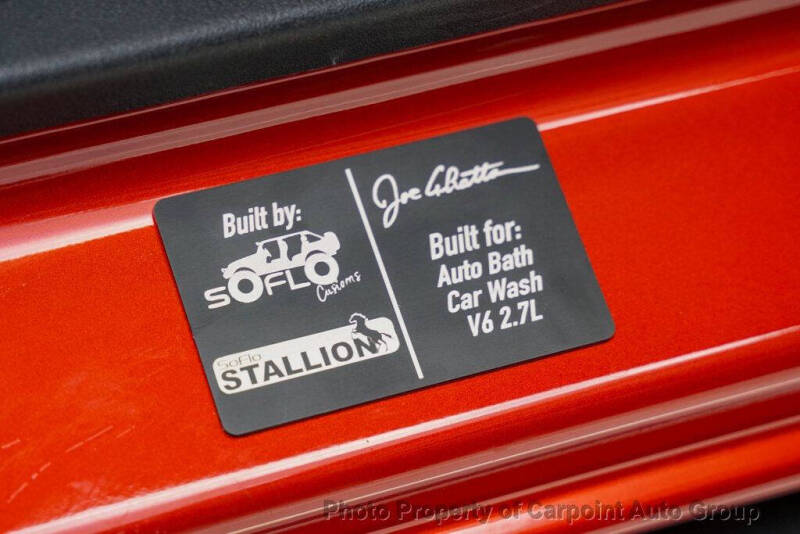 Built by:
SOFLO
Customs
SoFlo
STALLION
Joe Ghattas
Built for:
Auto Bath
Car Wash
V6 2.7L
Photo Property of Carpoint Auto Group